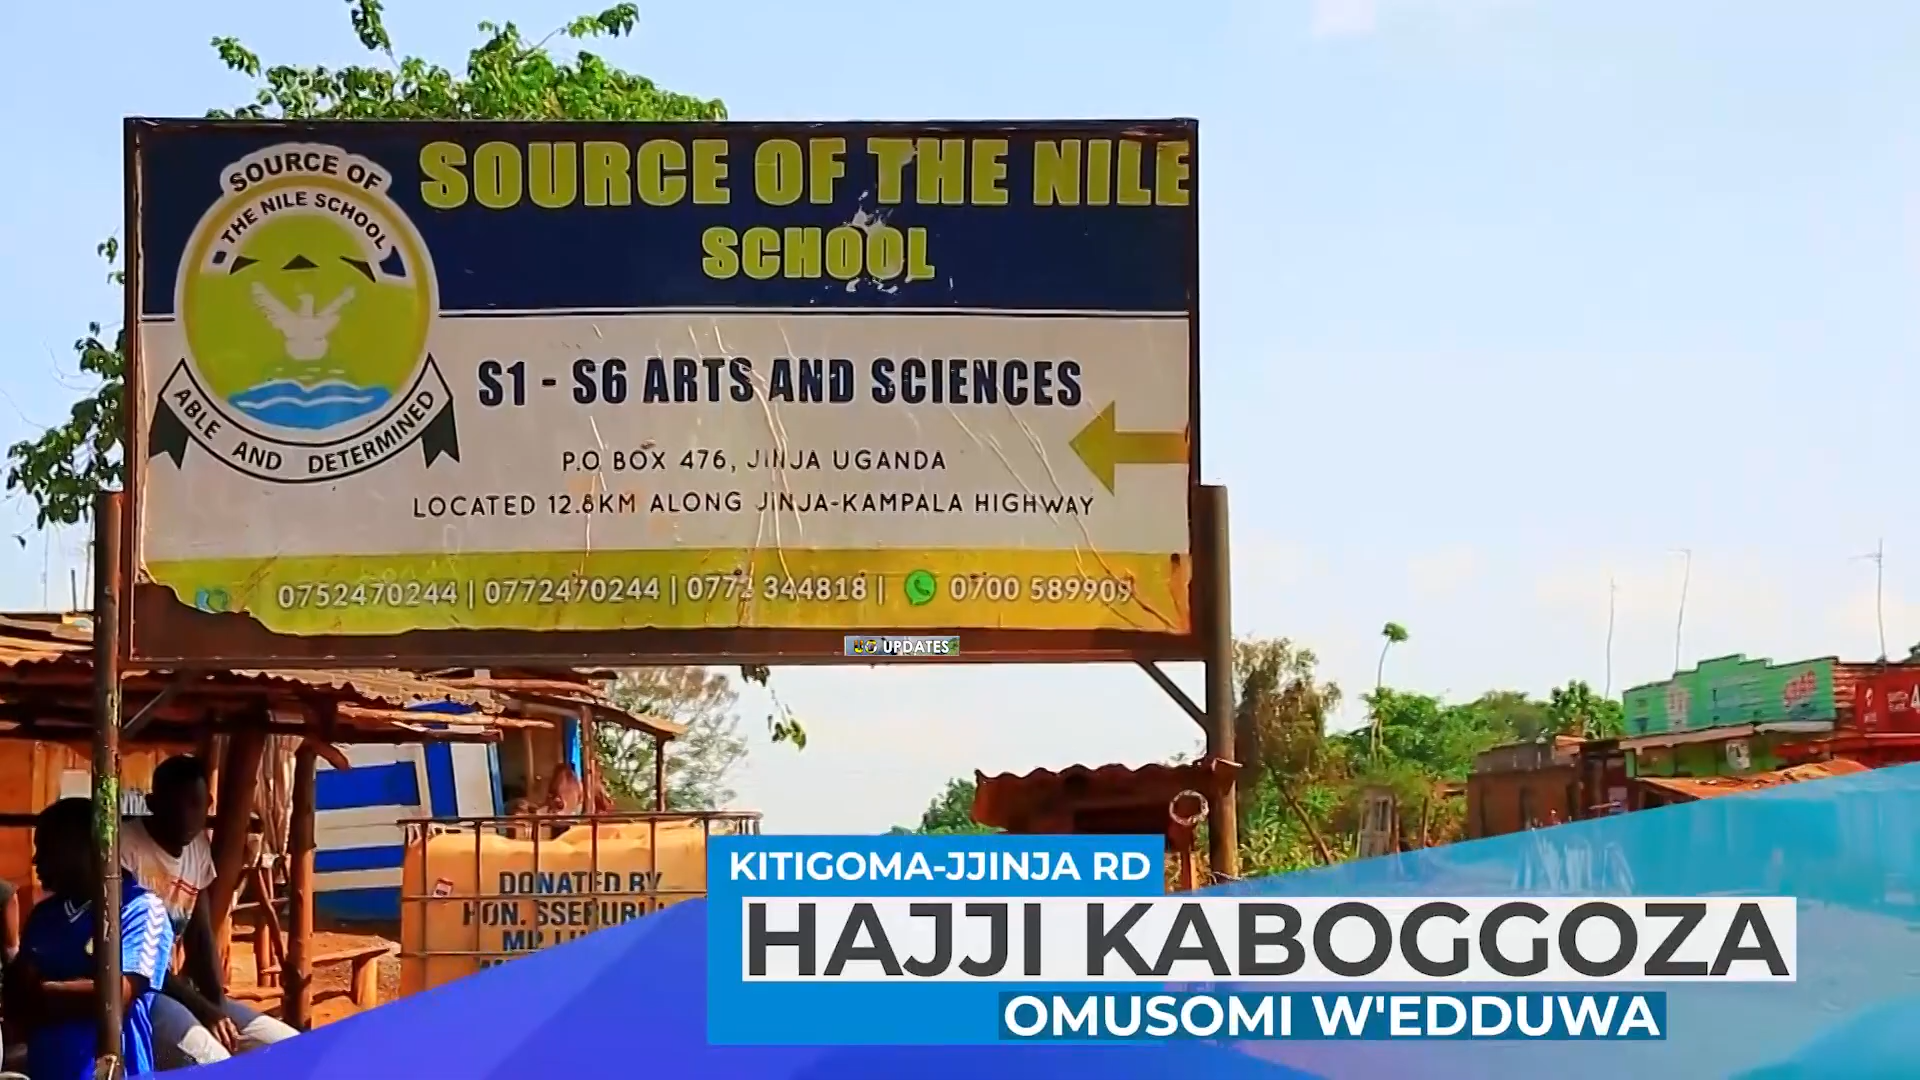 SOURCE OF
THE NILE SCHOOL
ABLE AND DETERMINED
SOURCE OF THE NILE
SCHOOL
S1 - S6 ARTS AND SCIENCES
P.O BOX 476, JINJA UGANDA
LOCATED 12.8KM ALONG JINJA-KAMPALA HIGHWAY
0752470244 | 0772470244 | 0772 344818 | 0700 589909
UG UPDATES
DONATED BY
HON.
KITIGOMA-JJINJA RD
HAJJI KABOGGOZA
OMUSOMI W'EDDUWA